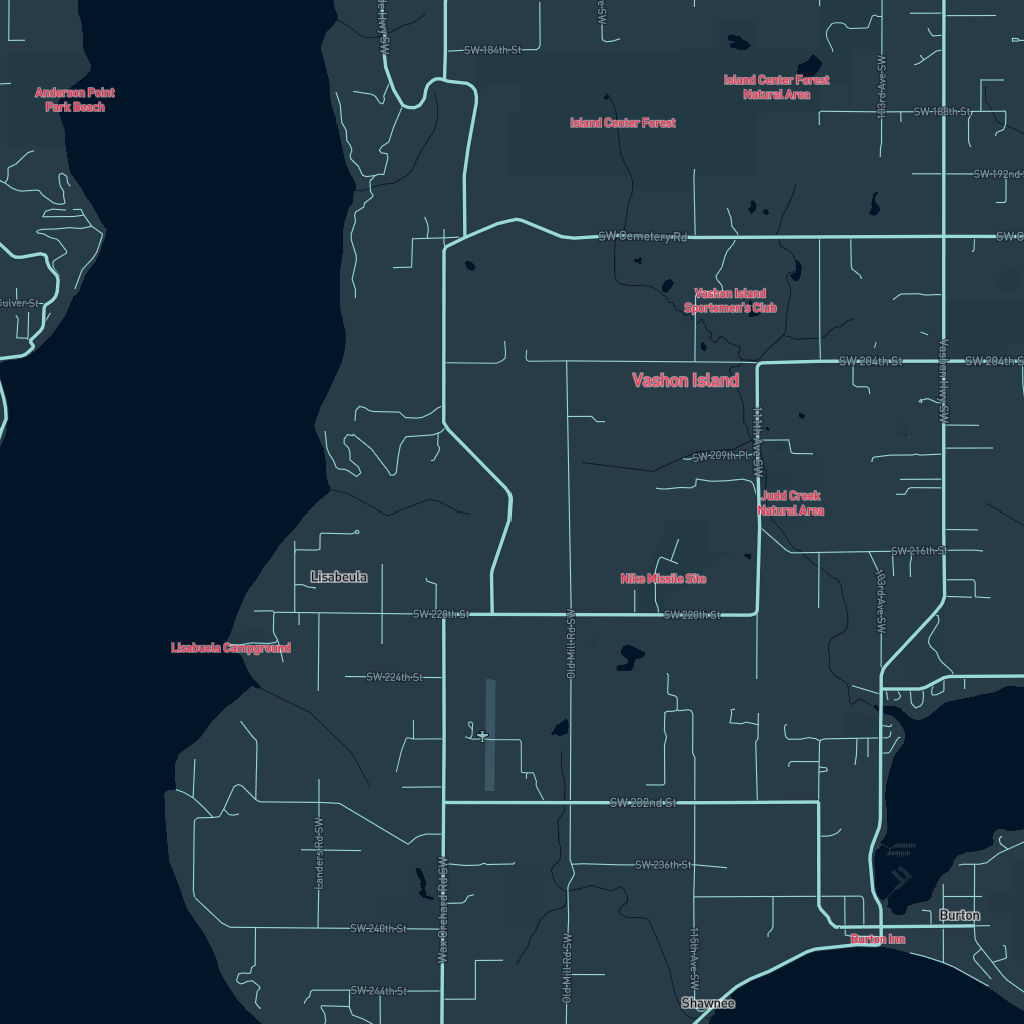 SW 184th St
Anderson Point
Park Beach
Island Center Forest
Natural Area
103rd Ave SW
SW 188th St
Island Center Forest
SW Cemetery Rd
Vashon Island
Sportsmen's Club
Culver St
SW 204th St
SW 204th St
Vashon Hwy SW
Vashon Island
111th Ave SW
SW 209th PL
Judd Creek
Natural Area
SW 216th St
Lisabeula
Nike Missile Site
103rd Ave SW
SW 220th St
SW 220th St
Old Mill Rd SW
Lisabuela Campground
SW 224th St
SW 232nd St
Landers Rd SW
SW 236th St
Wax Orchard Rd SW
Burton
SW 240th St
Burton Inn
Old Mill Rd SW
115th Ave SW
SW 244th St
Shawnee